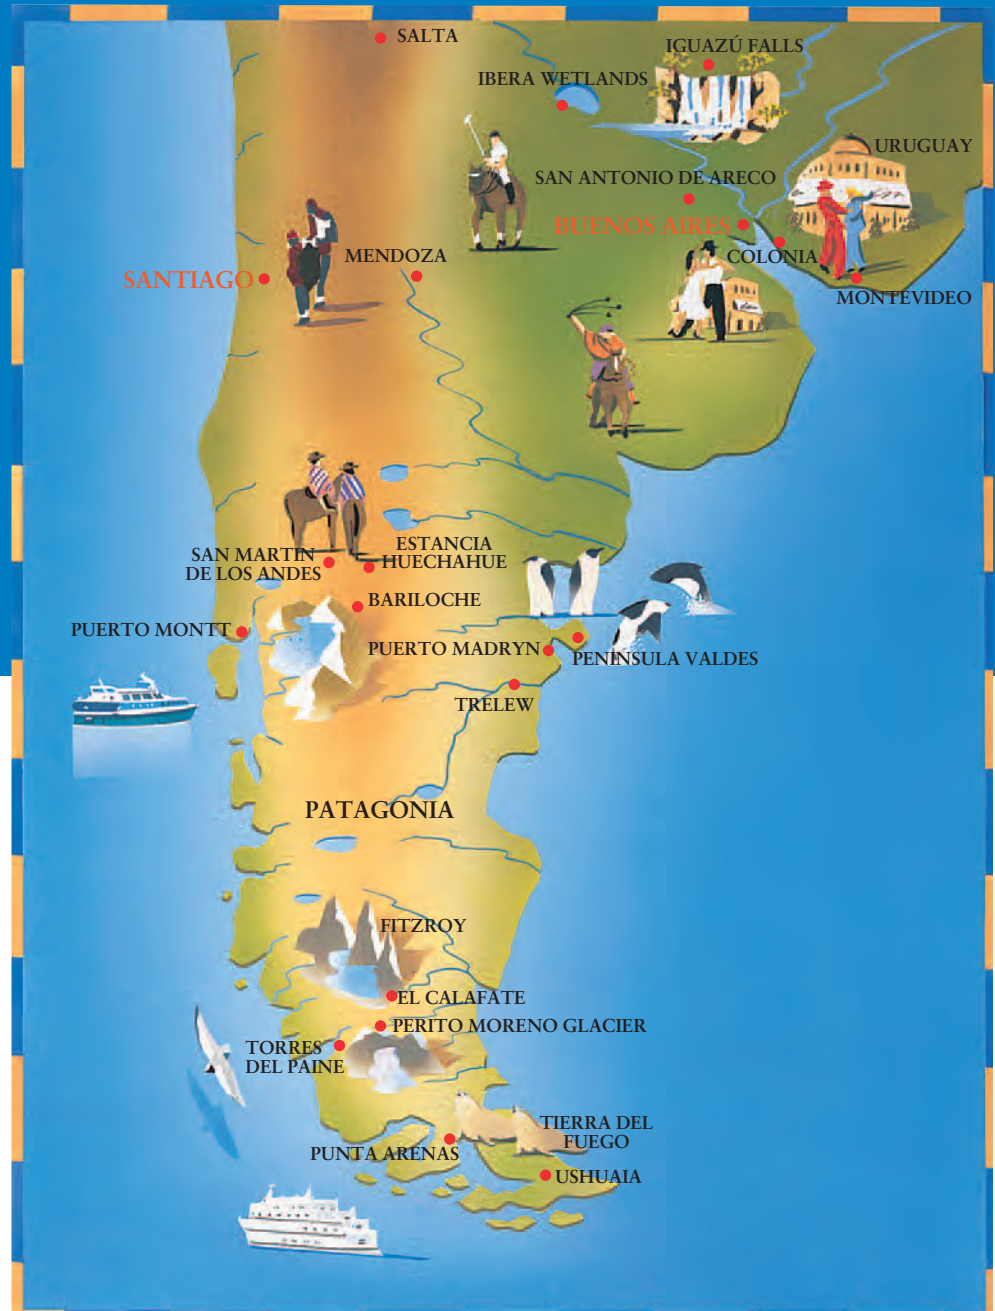 SALTA
IGUAZÚ FALLS
IBERA WETLANDS
URUGUAY
SAN ANTONIO DE ARECO
BUENOS AIRES
COLONIA
MENDOZA
SANTIAGO
MONTEVIDEO
ESTANCIA
HUECHAHUE
SAN MARTIN
DE LOS ANDES
BARILOCHE
PUERTO MONTT
PUERTO MADRYN
PENINSULA VALDES
TRELEW
PATAGONIA
FITZROY
EL CALAFATE
PERITO MORENO GLACIER
TORRES
DEL PAINE
TIERRA DEL
FUEGO
PUNTA ARENAS
USHUAIA